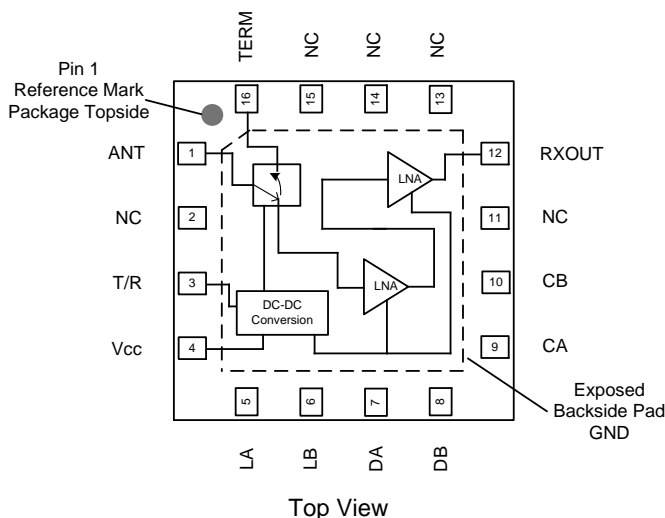 TERM
NC
NC
NC
Pin 1
Reference Mark
Package Topside
16
15
14
13
ANT
1
LNA
12
RXOUT
NC
2
11
NC
T/R
3
LNA
10
CB
DC-DC
Conversion
Vcc
4
9
CA
5
6
7
8
Exposed
Backside Pad
GND
LA
LB
DA
DB
Top View